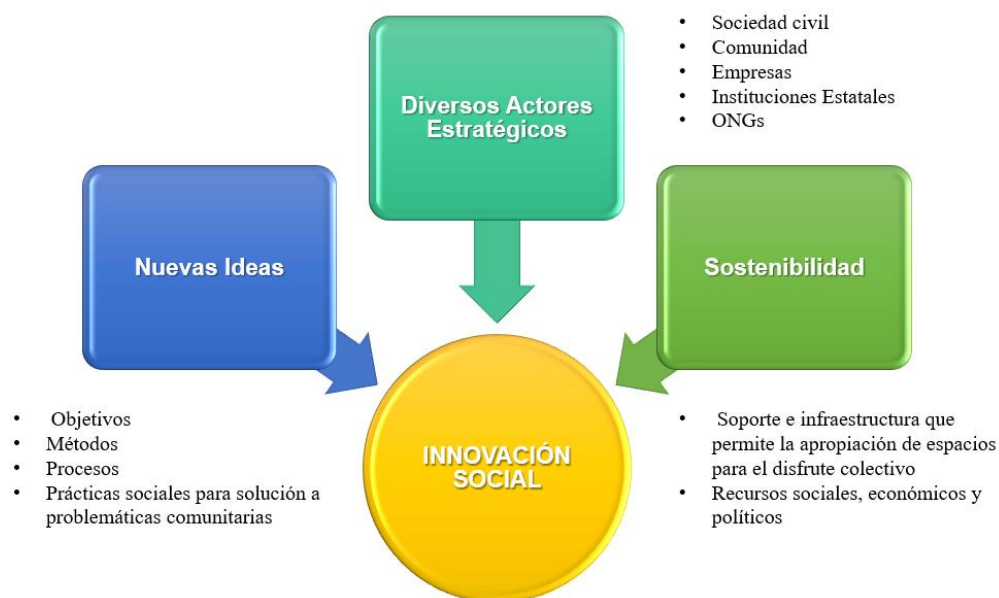 Diversos Actores
Estratégicos
• Sociedad civil
• Comunidad
• Empresas
• Instituciones Estatales
• ONGs
Nuevas Ideas
Sostenibilidad
• Objetivos
• Métodos
• Procesos
• Prácticas sociales para solución a
problemáticas comunitarias
INNOVACIÓN
SOCIAL
• Soporte e infraestructura que
permite la apropiación de espacios
para el disfrute colectivo
• Recursos sociales, económicos y
políticos